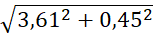 √3,61² + 0,45²